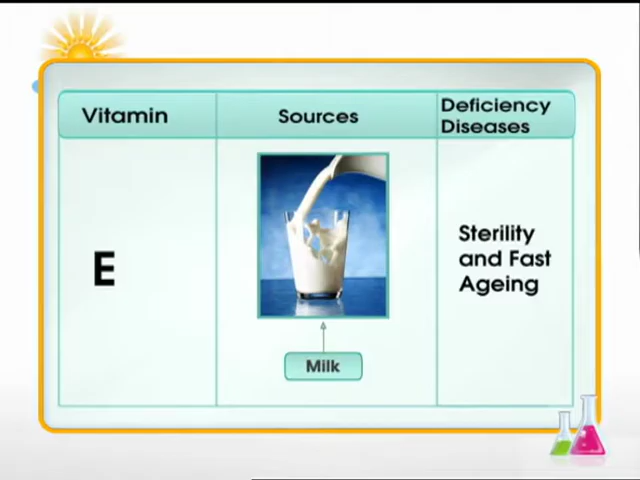 Vitamin
Sources
Deficiency
Diseases
E
Sterility
and Fast
Ageing
Milk